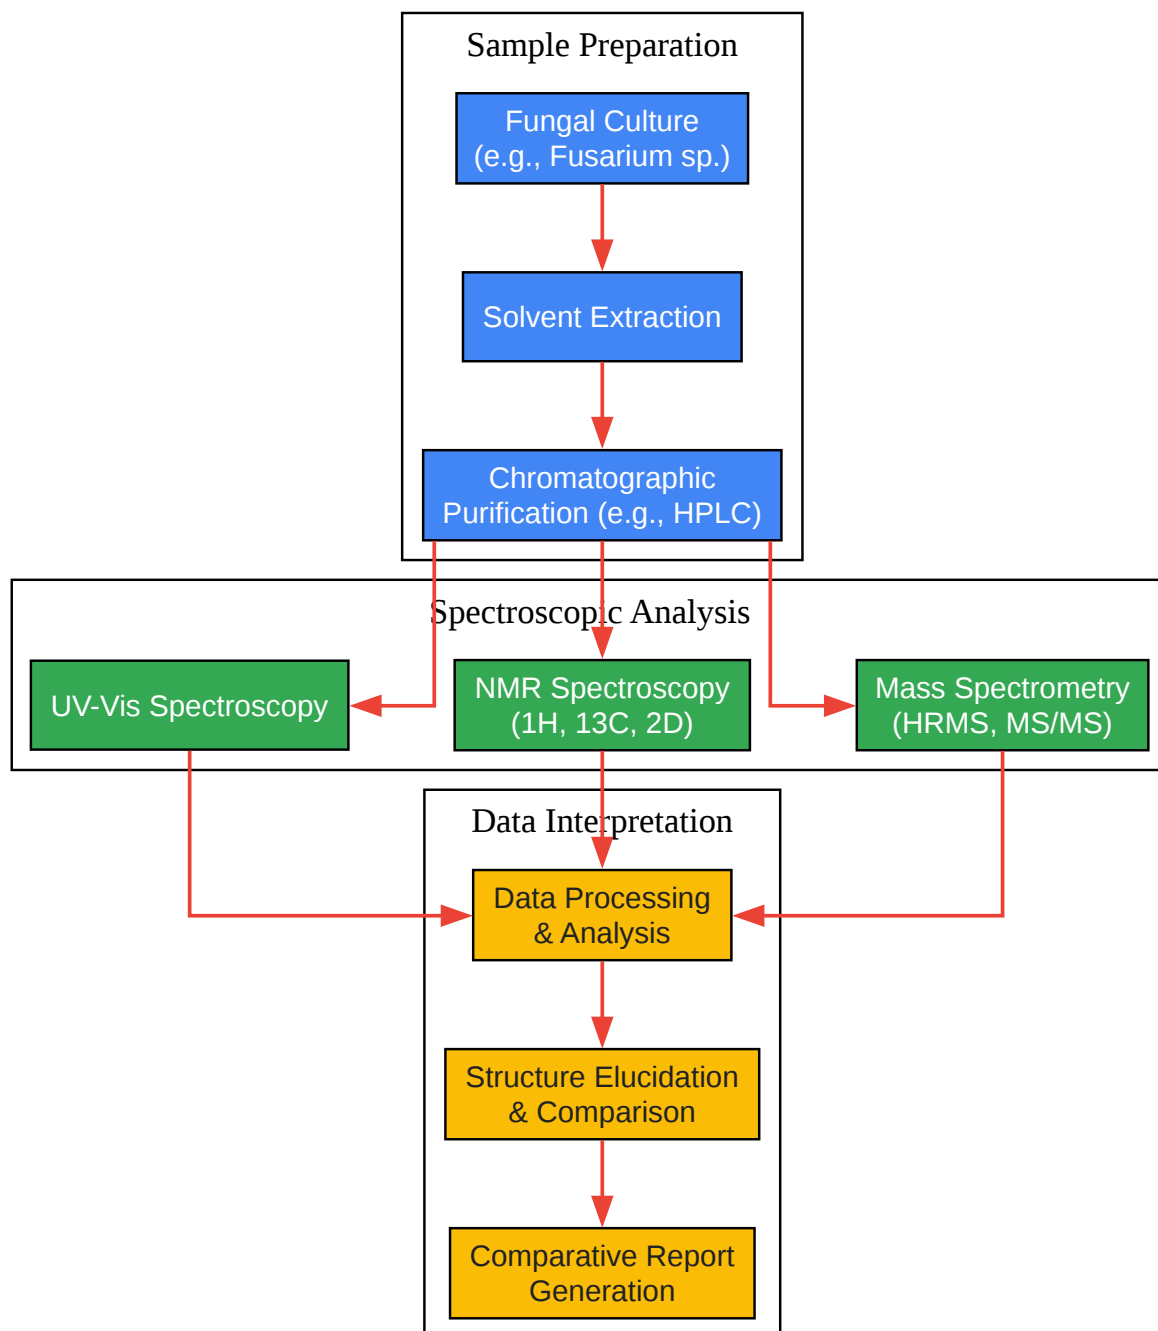 Sample Preparation
Fungal Culture
(e.g., Fusarium sp.)
Solvent Extraction
Chromatographic
Purification (e.g., HPLC)
Spectroscopic Analysis
UV-Vis Spectroscopy
NMR Spectroscopy
(1H, 13C, 2D)
Mass Spectrometry
(HRMS, MS/MS)
Data Interpretation
Data Processing
& Analysis
Structure Elucidation
& Comparison
Comparative Report
Generation